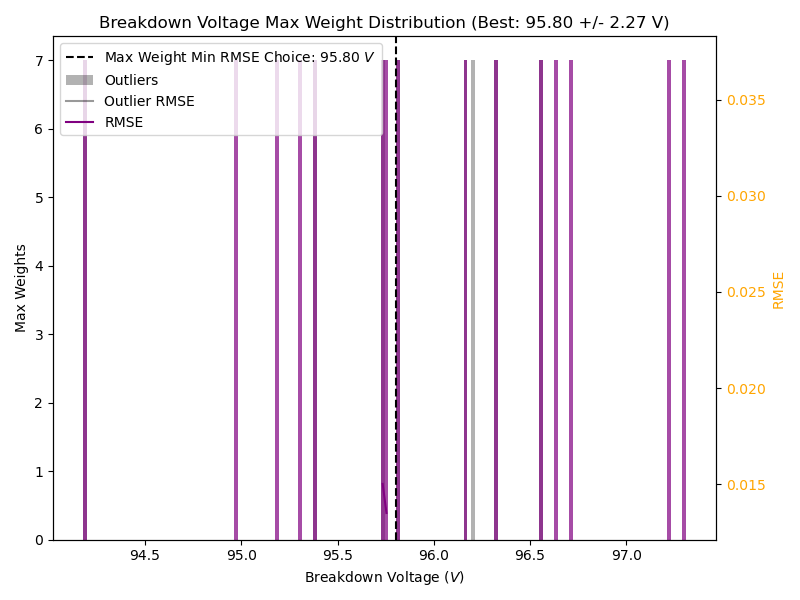 Breakdown Voltage Max Weight Distribution (Best: 95.80 +/- 2.27 V)
Max Weight Min RMSE Choice: 95.80 V
Outliers
Outlier RMSE
RMSE
7
6
5
4
3
2
1
0
Max Weights
0.035
0.030
0.025
0.020
0.015
RMSE
94.5 95.0 95.5 96.0 96.5 97.0
Breakdown Voltage (V)